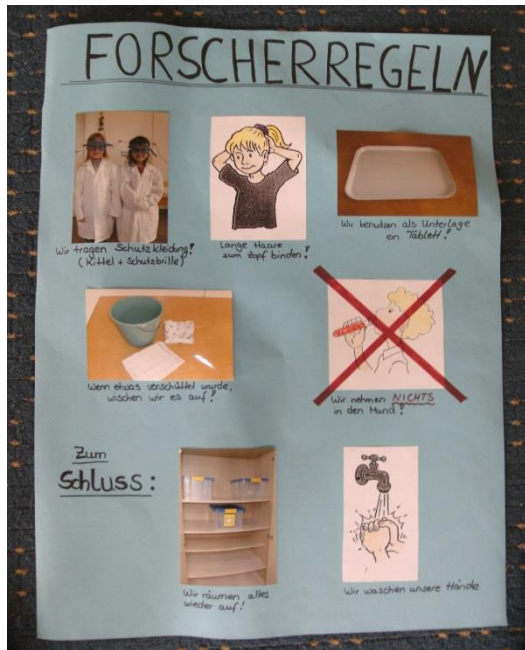 FORSCHERREGELN
Wir tragen Schutzkleidung!
(Kittel + Schutzbrille)
Lange Haare
zum Zopf binden!
Wir benutzen als Unterlage
ein Tablett!
Wenn etwas verschüttet wurde,
wischen wir es auf!
Wir nehmen NICHTS
in den Mund!
Zum
Schluss:
Wir räumen alles
wieder auf!
Wir waschen unsere Hände